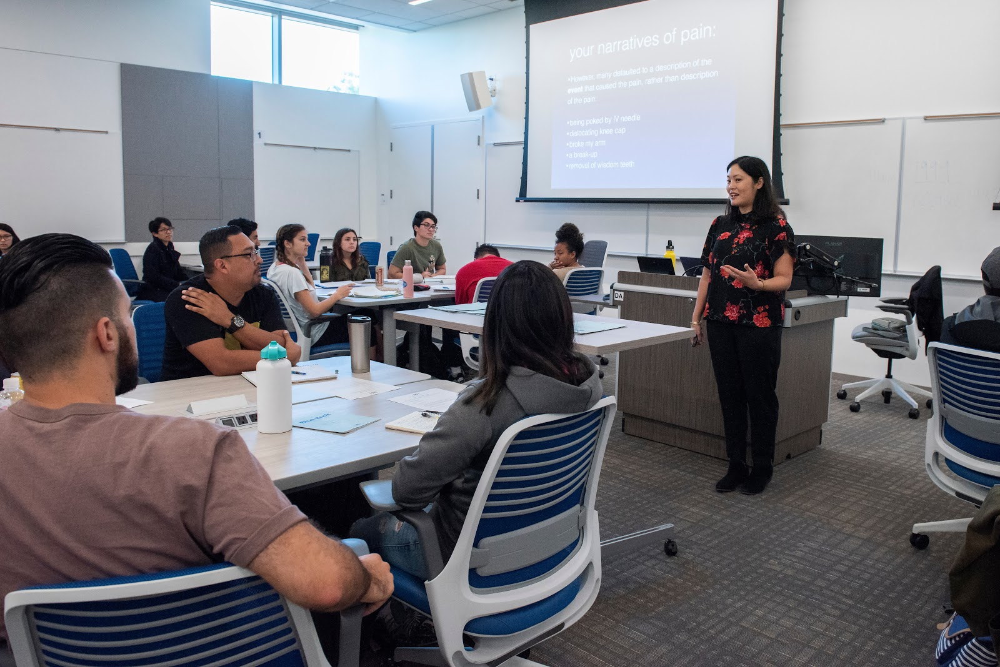 your narratives of pain:
•However, many defaulted to a description of the
event that caused the pain, rather than description
of the pain:
•being poked by IV needle
•dislocating knee cap
•broke my arm
•a break-up
•removal of wisdom teeth
1
DA
PLANAR
Blue Book